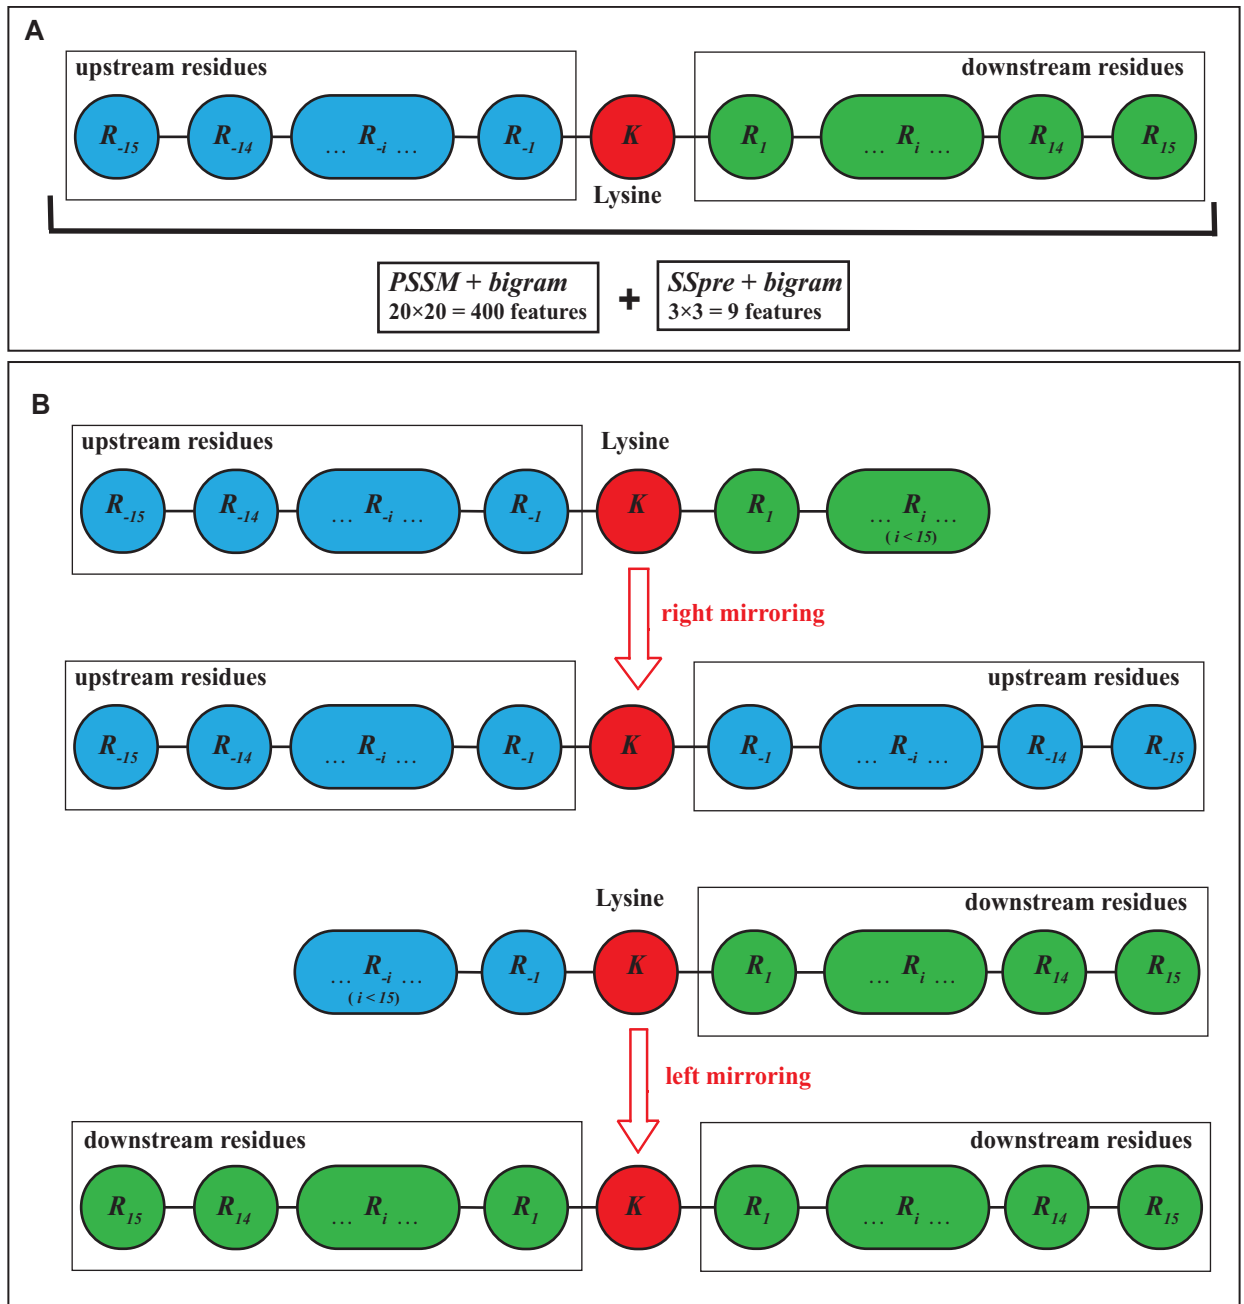 A
upstream residues
downstream residues
R-15 R-14 ... R-i ... R-1 K R1 ... Ri ... R14 R15
Lysine
PSSM + bigram
20×20 = 400 features
+
SSpre + bigram
3×3 = 9 features
B
upstream residues
Lysine
R-15 R-14 ... R-i ... R-1 K R1 ... Ri ...
( i < 15)
right mirroring
upstream residues
upstream residues
R-15 R-14 ... R-i ... R-1 K R-1 ... R-i ... R-14 R-15
Lysine
downstream residues
... R-i ... R-1 K R1 ... Ri ... R14 R15
( i < 15)
left mirroring
downstream residues
downstream residues
R15 R14 ... Ri ... R1 K R1 ... Ri ... R14 R15